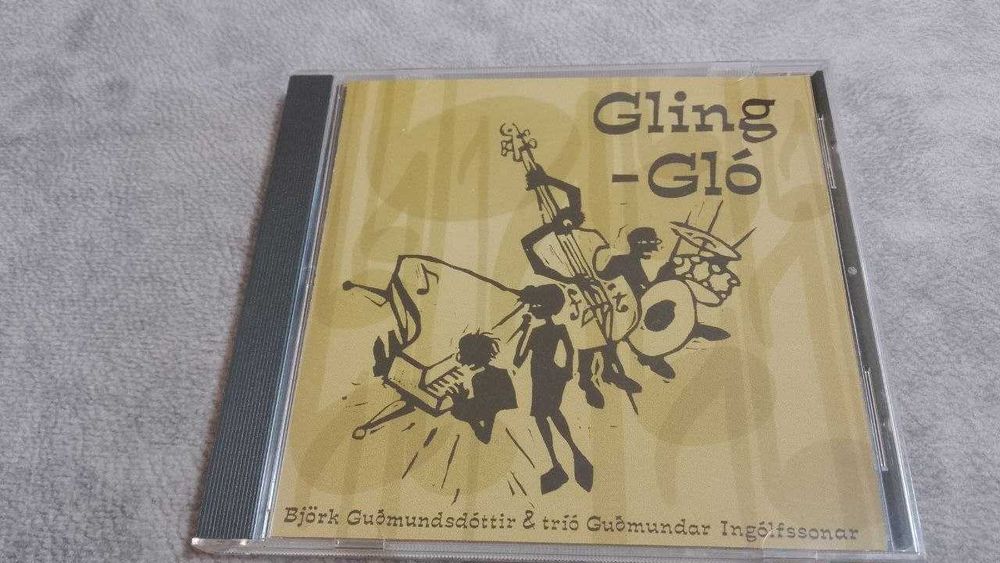 Gling
-Gló
Björk Guðmundsdóttir & tríó Guðmundar Ingólfssonar